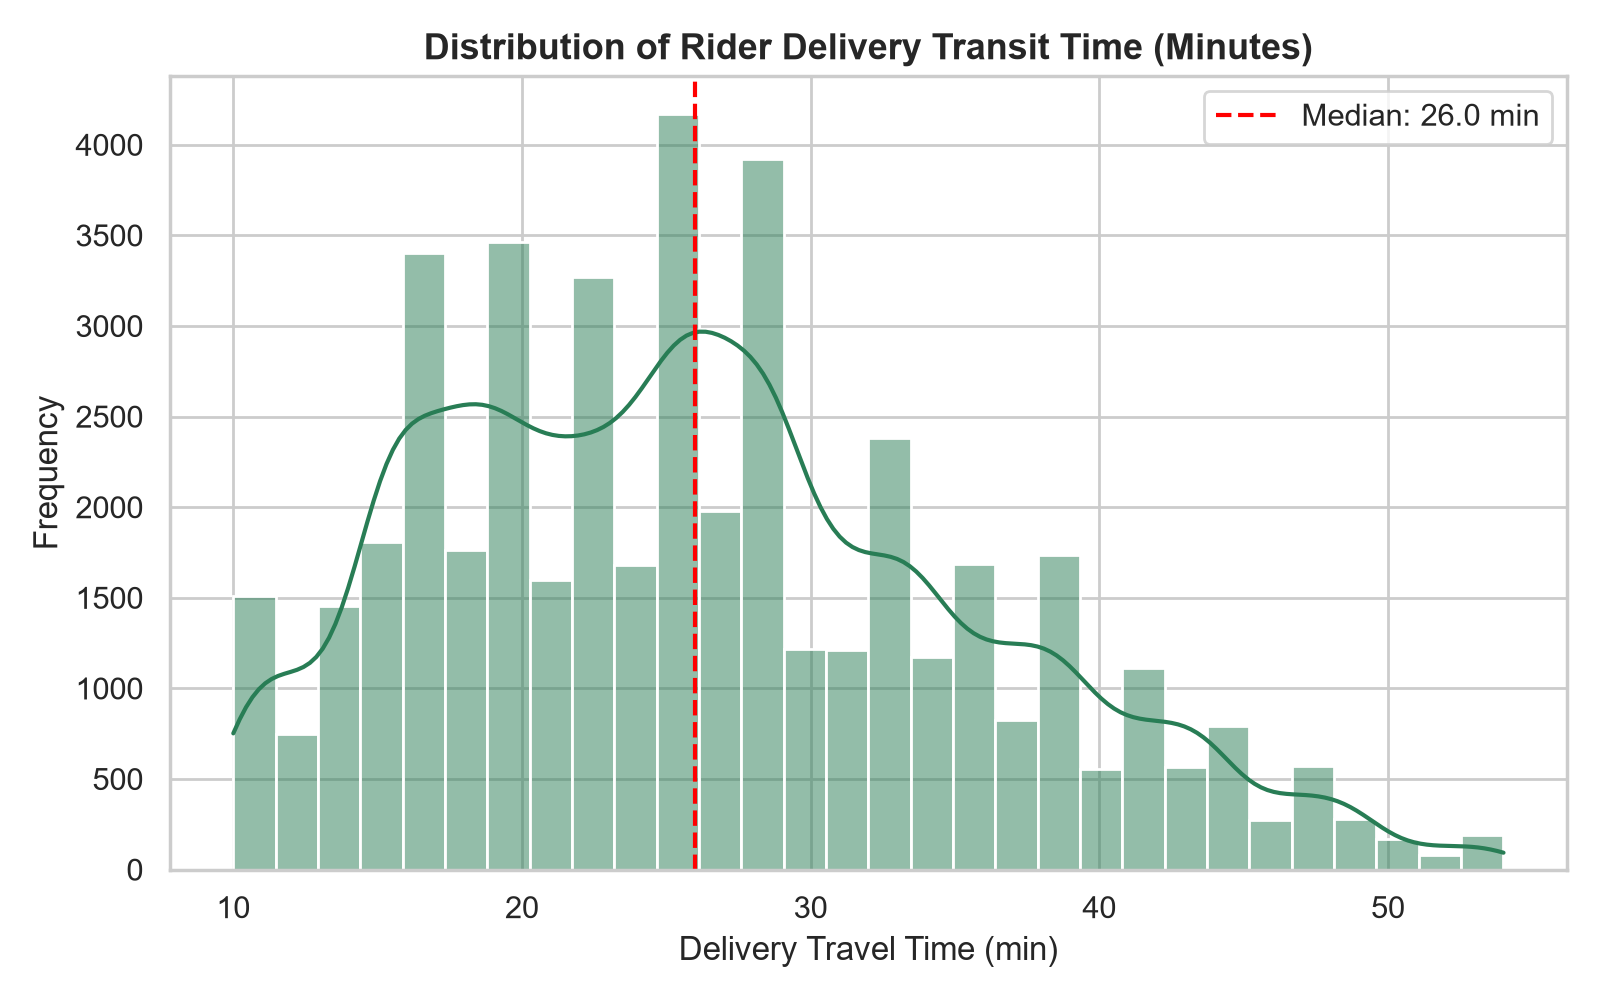 Distribution of Rider Delivery Transit Time (Minutes)
Median: 26.0 min
Frequency
4000
3500
3000
2500
2000
1500
1000
500
0
10 20 30 40 50
Delivery Travel Time (min)